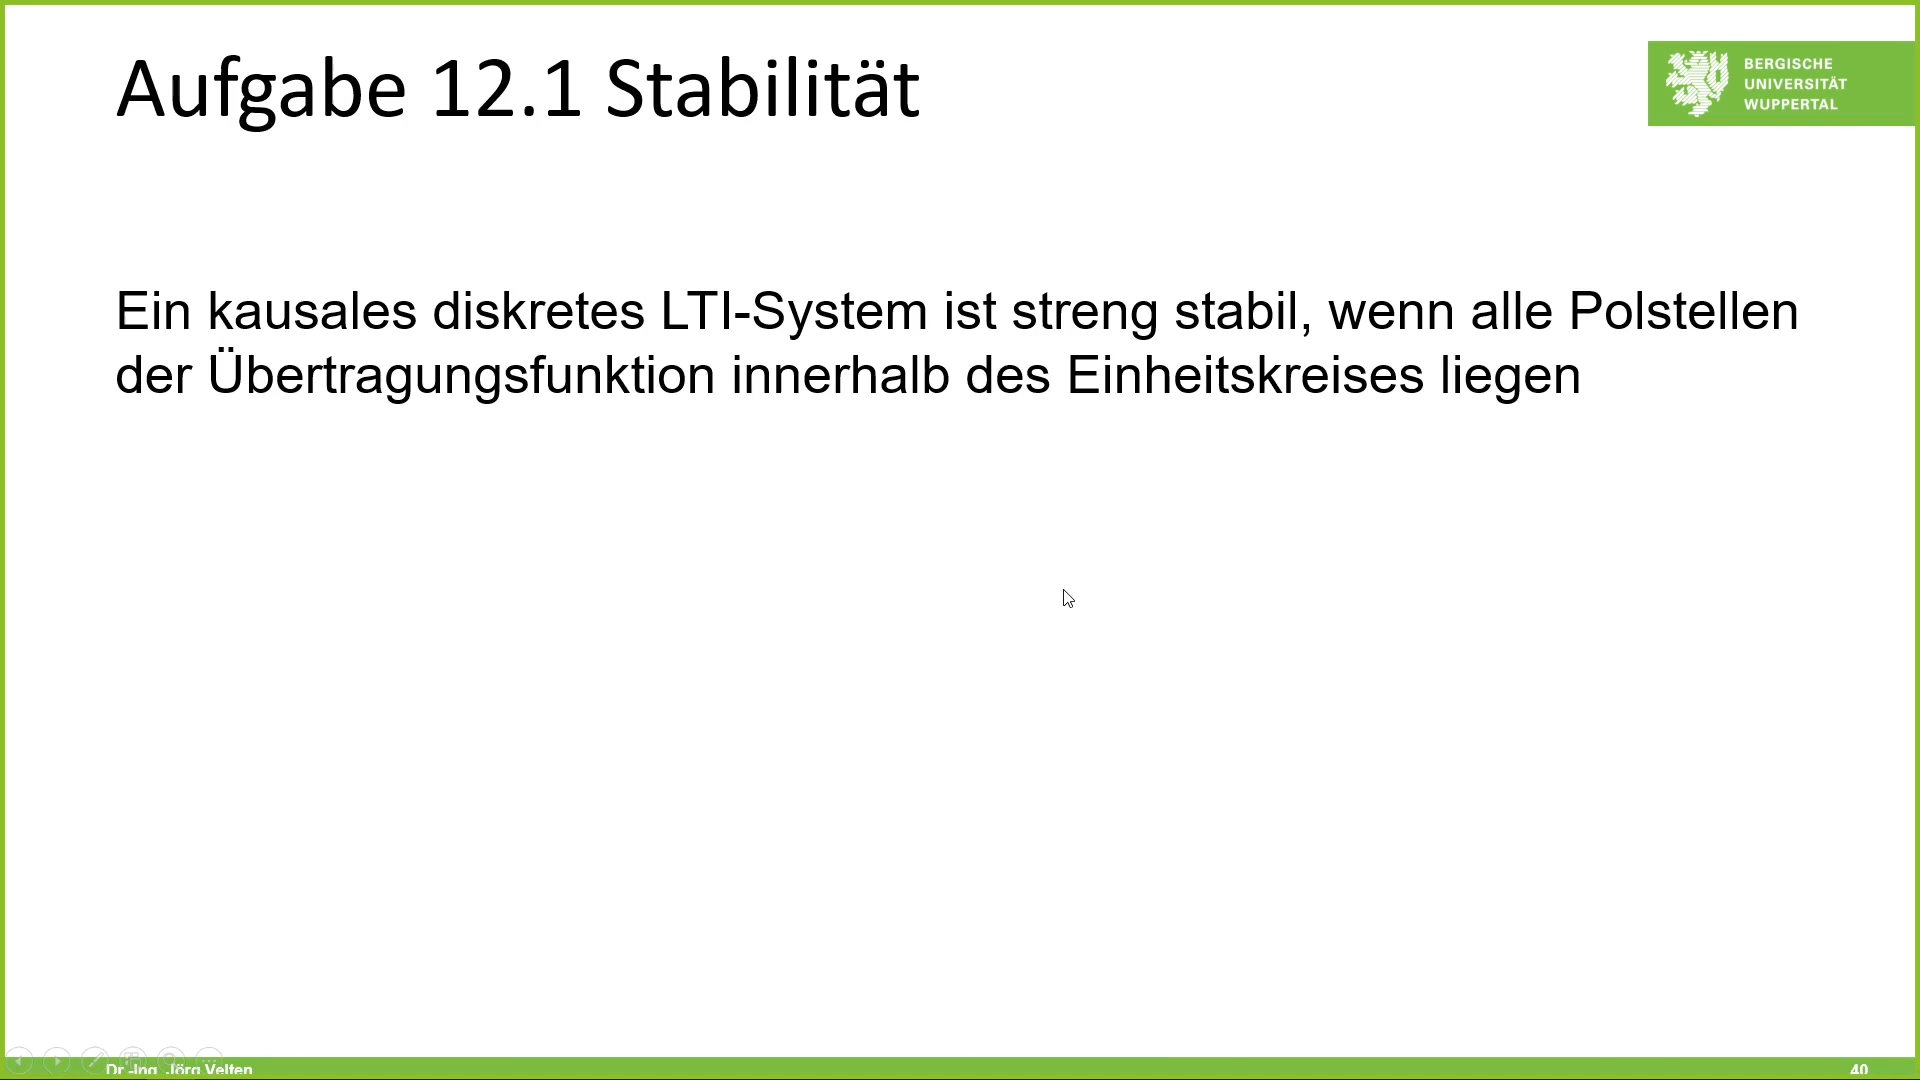 Aufgabe 12.1 Stabilität
BERGISCHE
UNIVERSITÄT
WUPPERTAL
Ein kausales diskretes LTI-System ist streng stabil, wenn alle Polstellen
der Übertragungsfunktion innerhalb des Einheitskreises liegen
Dr.-Ing. Jörg Velten
40